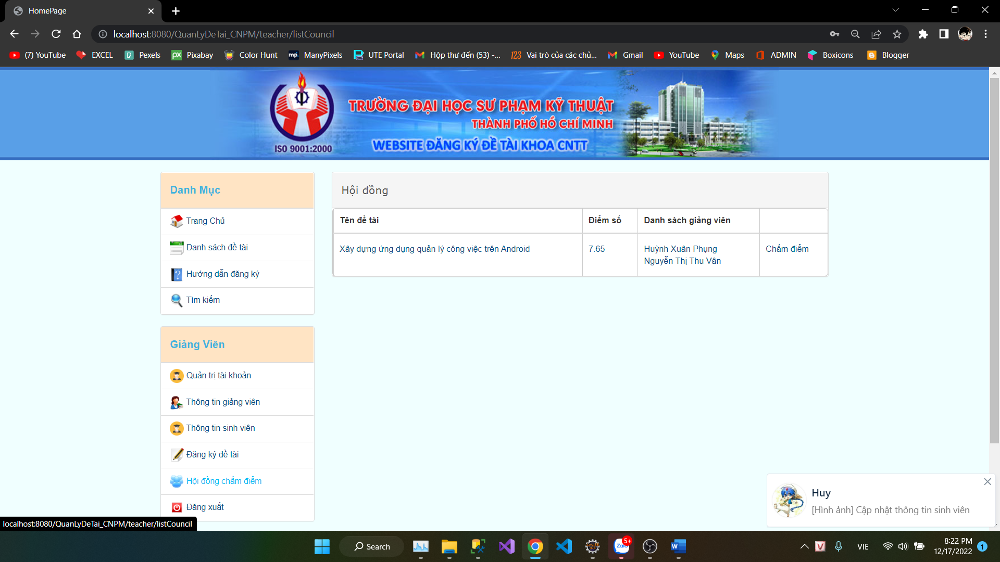 HomePage
localhost:8080/QuanLyDeTai_CNPM/teacher/listCouncil
(7) YouTube
EXCEL
Pexels
Pixabay
Color Hunt
ManyPixels
UTE Portal
Hộp thư đến (53) -...
Vai trò của các chủ...
Gmail
YouTube
Maps
ADMIN
Boxicons
Blogger
TRƯỜNG ĐẠI HỌC SƯ PHẠM KỸ THUẬT
THÀNH PHỐ HỒ CHÍ MINH
WEBSITE ĐĂNG KÝ ĐỀ TÀI KHOA CNTT
ISO 9001:2000
Danh Mục
Trang Chủ
Danh sách đề tài
Hướng dẫn đăng ký
Tìm kiếm
Giảng Viên
Quản trị tài khoản
Thông tin giảng viên
Thông tin sinh viên
Đăng ký đề tài
Hội đồng chấm điểm
Đăng xuất
Hội đồng
Tên đề tài
Điểm số
Danh sách giảng viên
Xây dựng ứng dụng quản lý công việc trên Android
7.65
Huỳnh Xuân Phụng
Nguyễn Thị Thu Vân
Chấm điểm
Huy
[Hình ảnh] Cập nhật thông tin sinh viên
localhost:8080/QuanLyDeTai_CNPM/teacher/listCouncil
Search
5+
Zalo
VIE
8:22 PM
12/17/2022
1